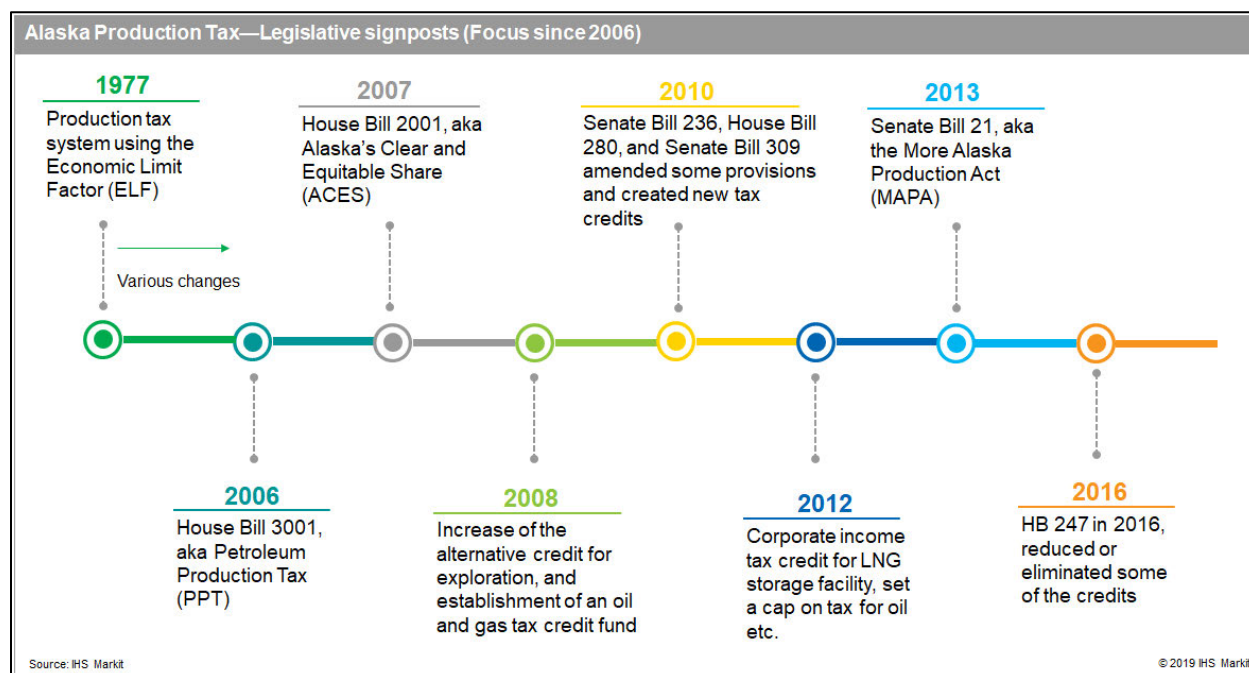 Alaska Production Tax—Legislative signposts (Focus since 2006)
1977
Production tax
system using the
Economic Limit
Factor (ELF)
Various changes
2007
House Bill 2001, aka
Alaska's Clear and
Equitable Share
(ACES)
2010
Senate Bill 236, House Bill
280, and Senate Bill 309
amended some provisions
and created new tax
credits
2013
Senate Bill 21, aka
the More Alaska
Production Act
(MAPA)
2006
House Bill 3001,
aka Petroleum
Production Tax
(PPT)
2008
Increase of the
alternative credit for
exploration, and
establishment of an oil
and gas tax credit fund
2012
Corporate income
tax credit for LNG
storage facility, set
a cap on tax for oil
etc.
2016
HB 247 in 2016,
reduced or
eliminated some
of the credits
Source: IHS Markit
© 2019 IHS Markit